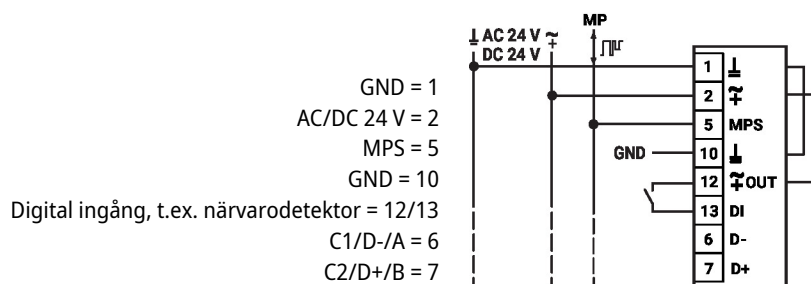 MP
⏚ AC 24 V ~+
DC 24 V
GND = 1
AC/DC 24 V = 2
MPS = 5
GND = 10
Digital ingång, t.ex. närvarodetektor = 12/13
C1/D-/A = 6
C2/D+/B = 7
1 ⏚
2 ~+
5 MPS
GND 10 ⏚
12 ~+ OUT
13 DI
6 D-
7 D+